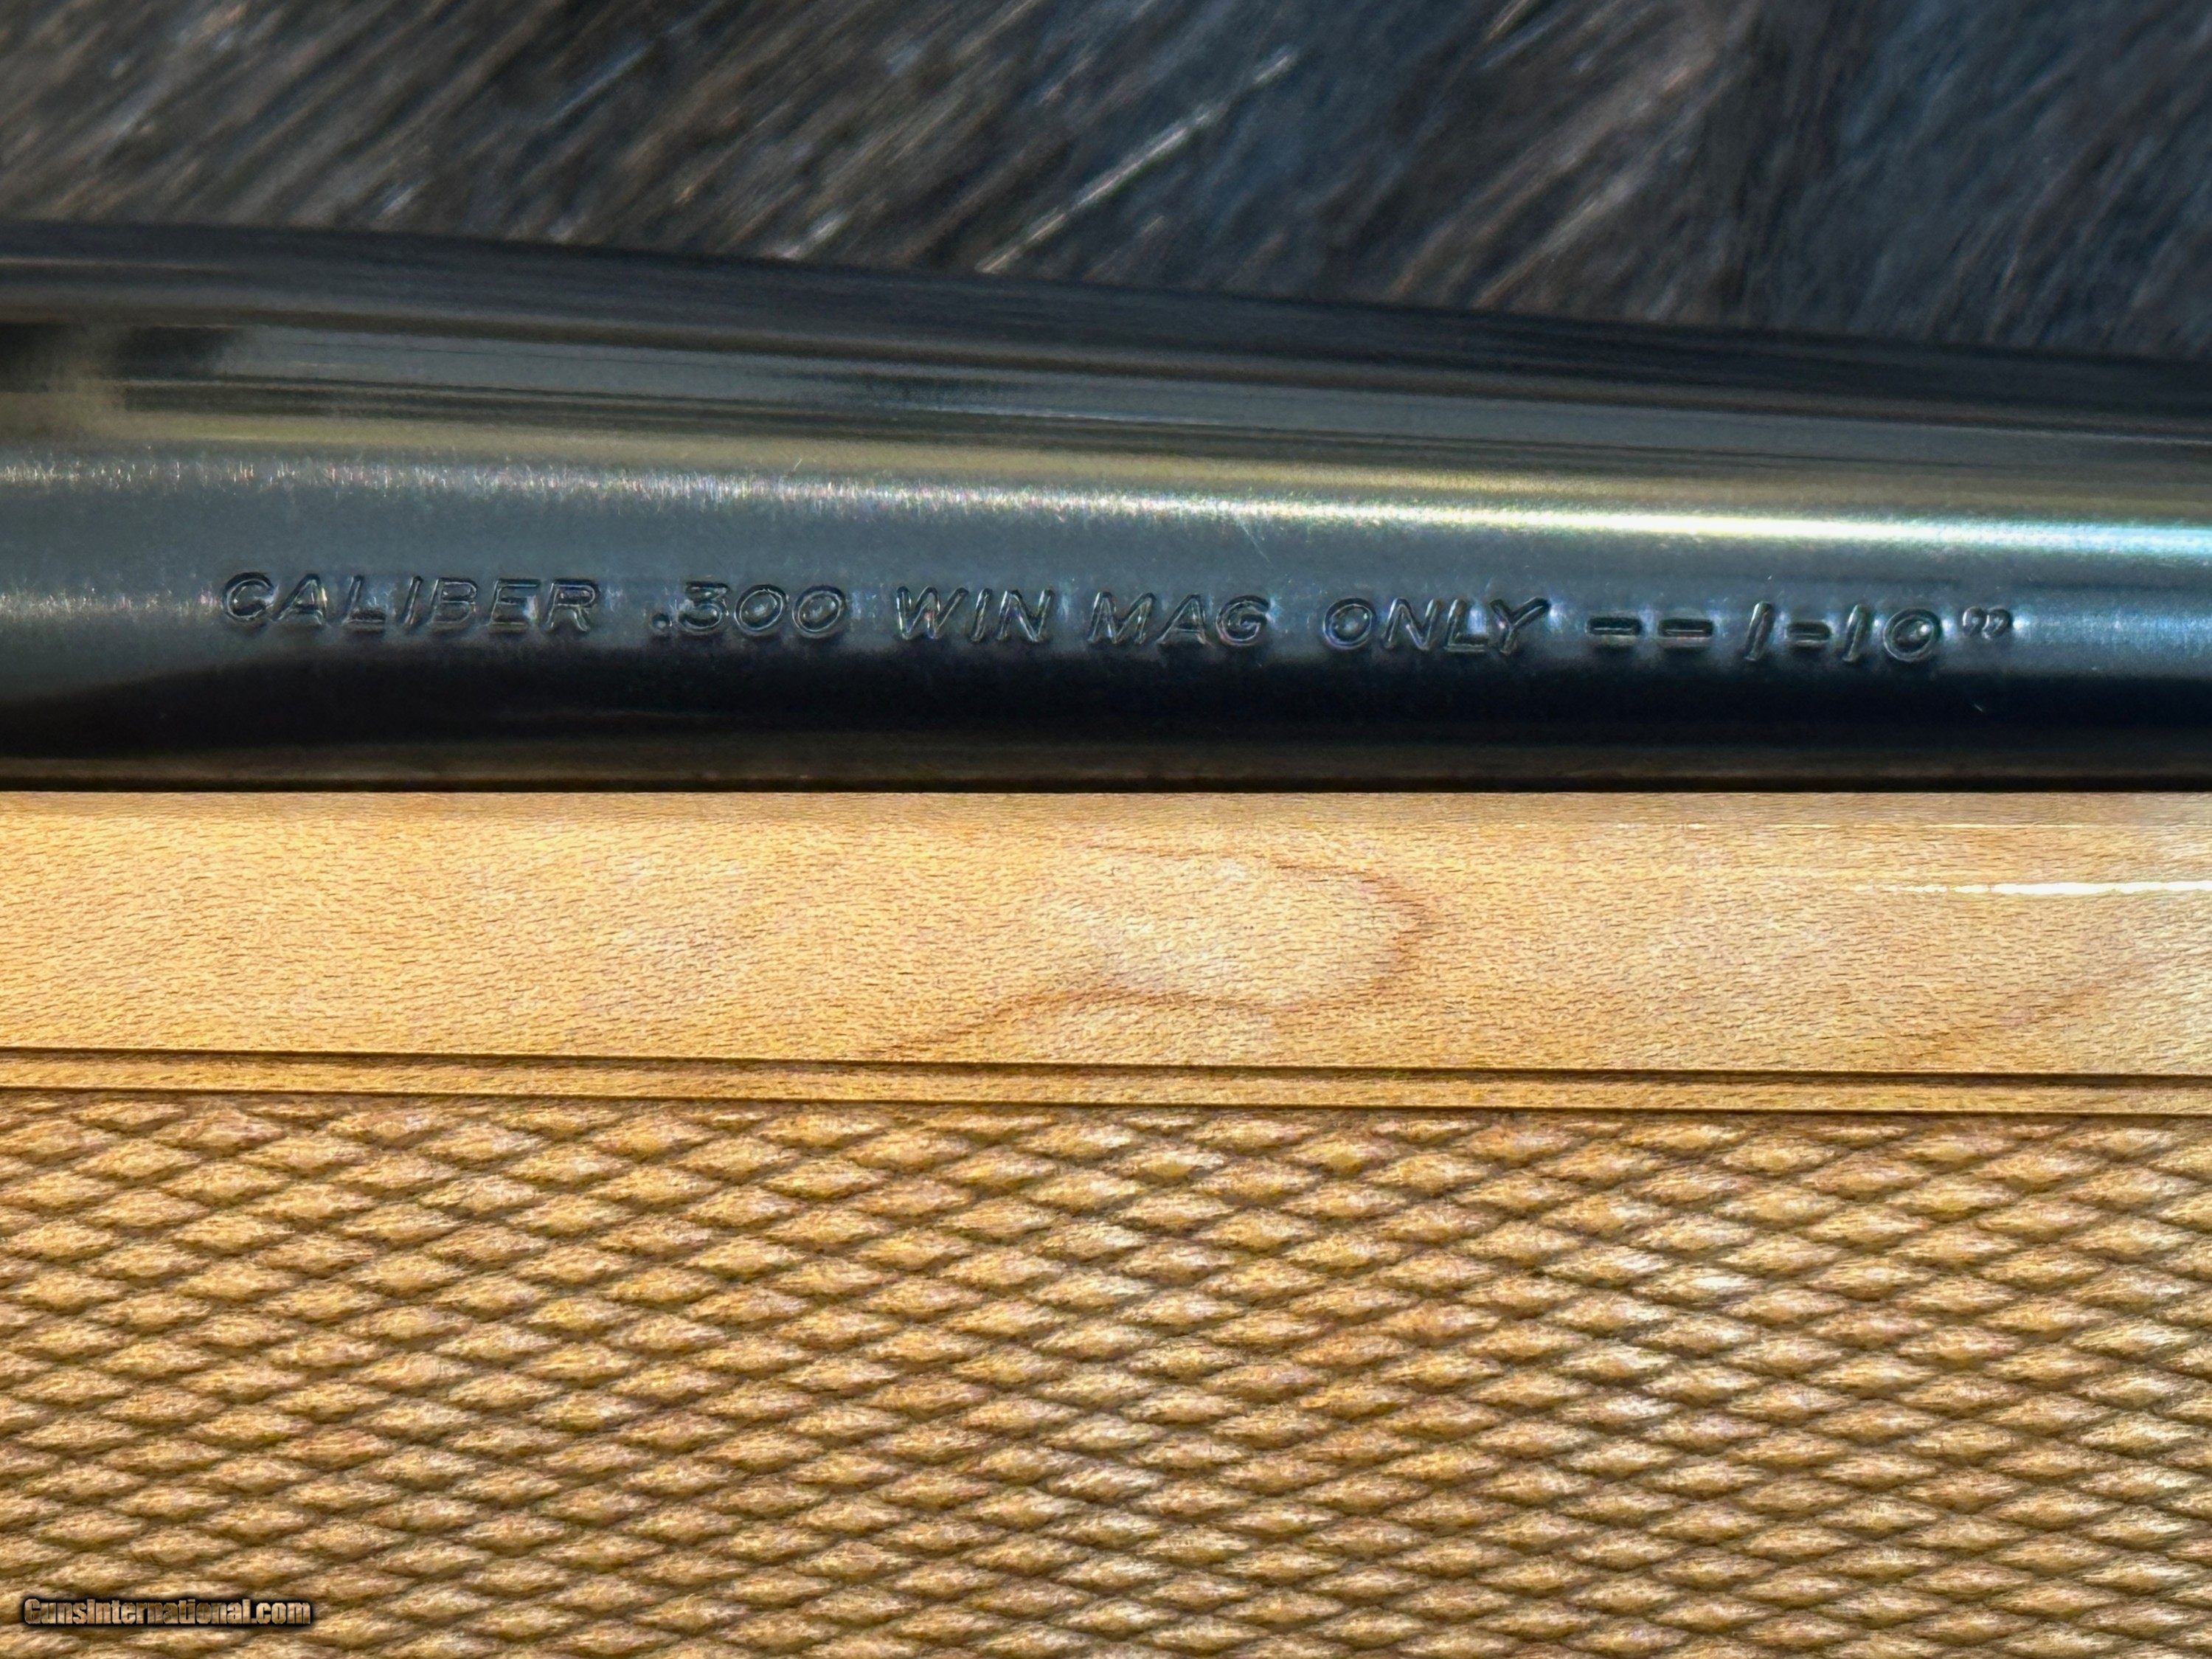 CALIBER .300 WIN MAG ONLY -- 1-10"
GunsInternational.com